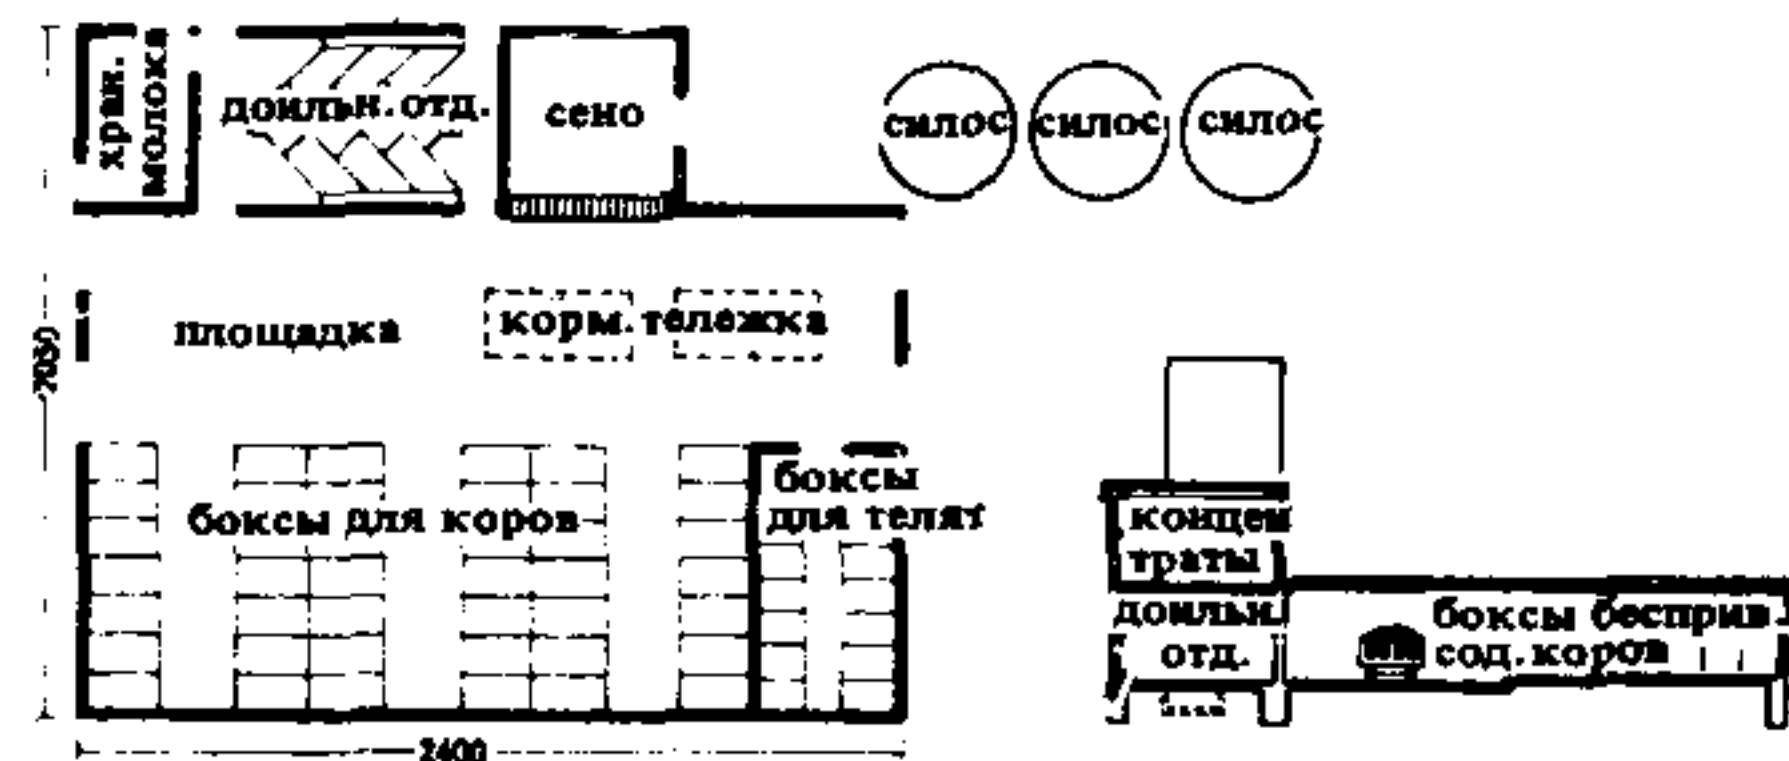 хран.
молока
доильн. отд.
сено
силос
силос
силос
площадка
корм. тележка
боксы для коров
боксы
для телят
2400
концен
траты
доильн.
отд.
боксы бесприв.
сод. коров